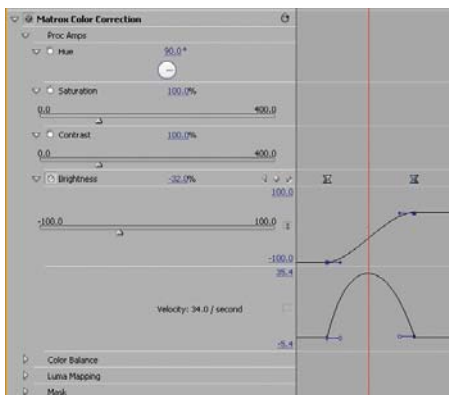 Matrox Color Correction
Proc Amps
Hue 90.0°
Saturation 100.0%
0.0 400.0
Contrast 100.0%
0.0 400.0
Brightness -32.0%
100.0
-100.0 100.0
-100.0
35.4
Velocity: 34.0 / second
-5.4
Color Balance
Luma Mapping
Mask